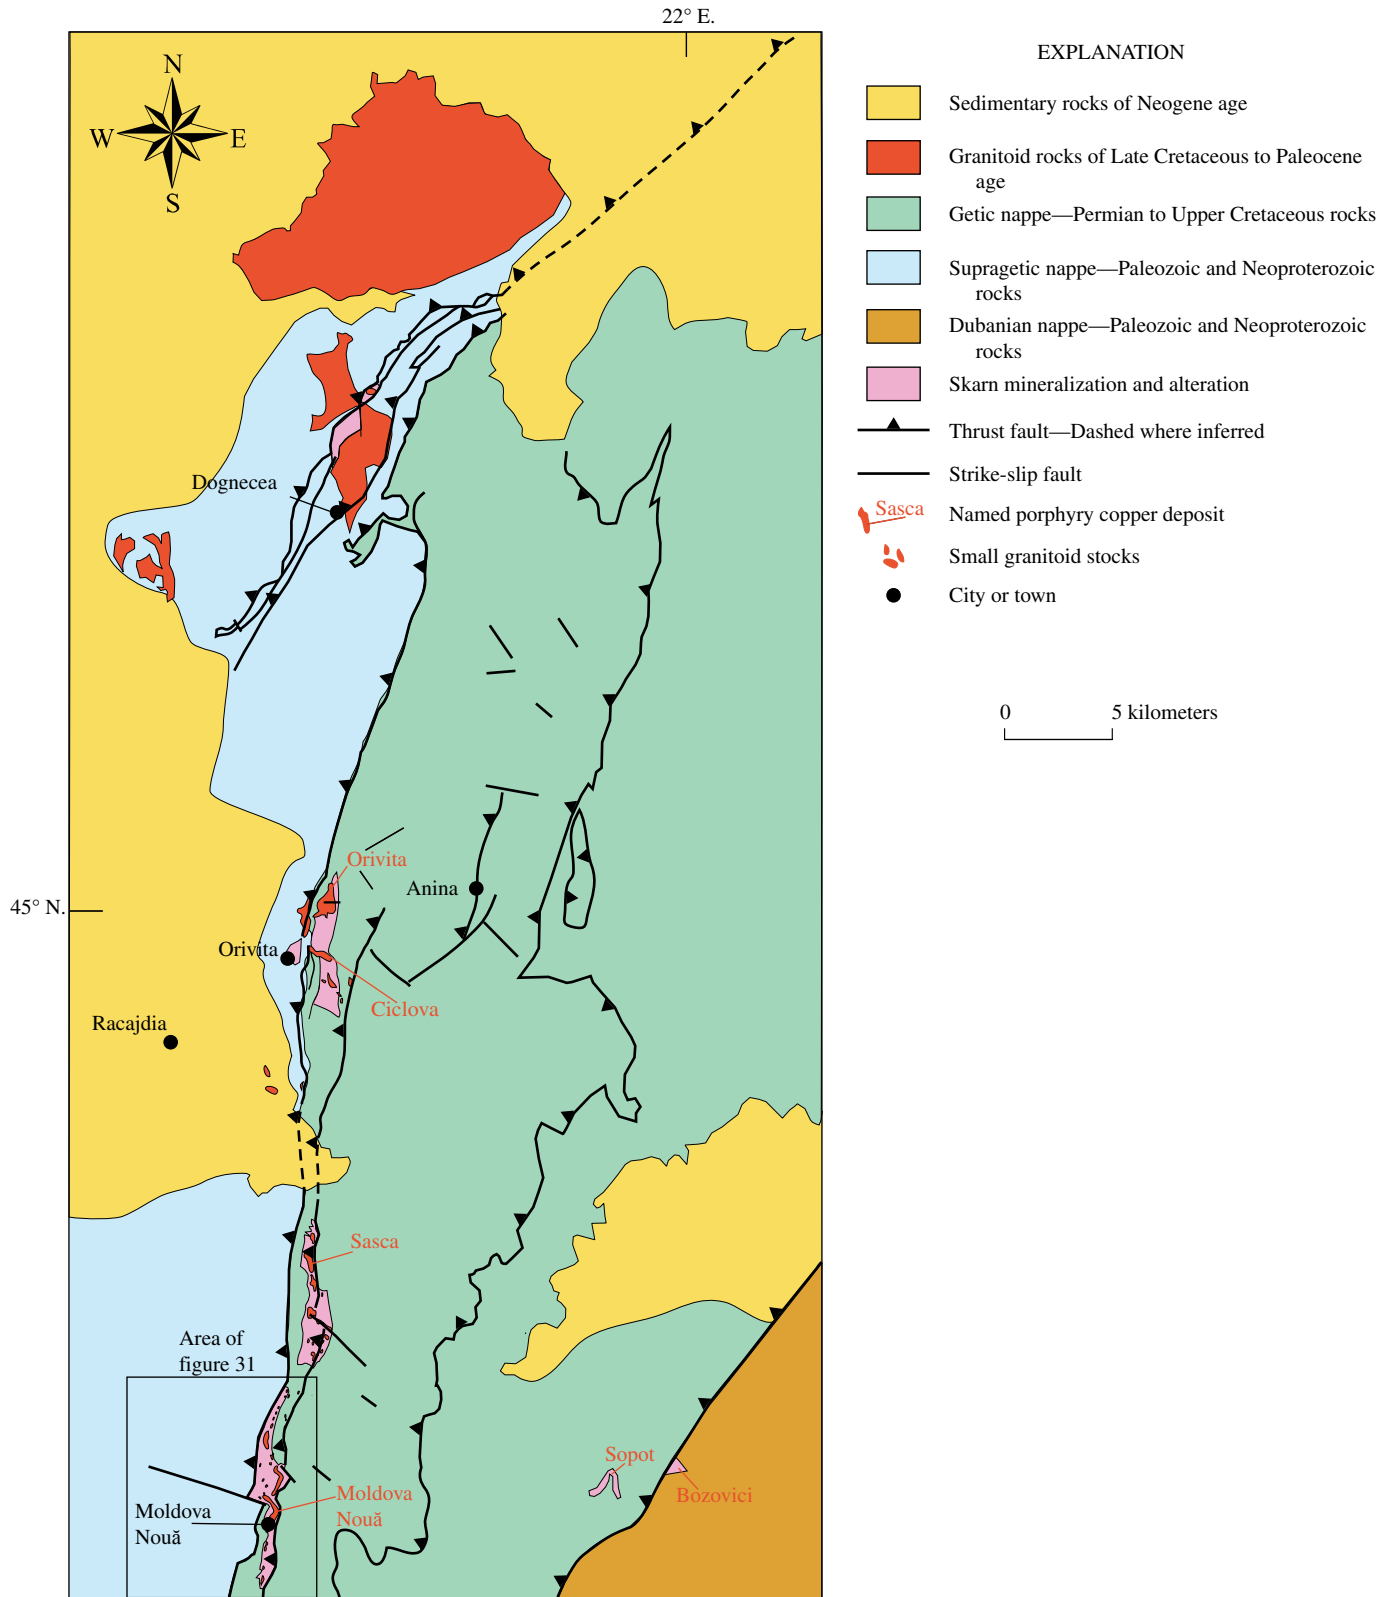 22° E.
N
W
E
S
45° N.
Dognecea
Orivita
Anina
Orivita
Ciclova
Racajdia
Sasca
Area of
figure 31
Sopot
Bozovici
Moldova
Nouă
Moldova
Nouă
EXPLANATION
Sedimentary rocks of Neogene age
Granitoid rocks of Late Cretaceous to Paleocene
age
Getic nappe—Permian to Upper Cretaceous rocks
Supragetic nappe—Paleozoic and Neoproterozoic
rocks
Dubanian nappe—Paleozoic and Neoproterozoic
rocks
Skarn mineralization and alteration
Thrust fault—Dashed where inferred
Strike-slip fault
Sasca
Named porphyry copper deposit
Small granitoid stocks
City or town
0 5 kilometers